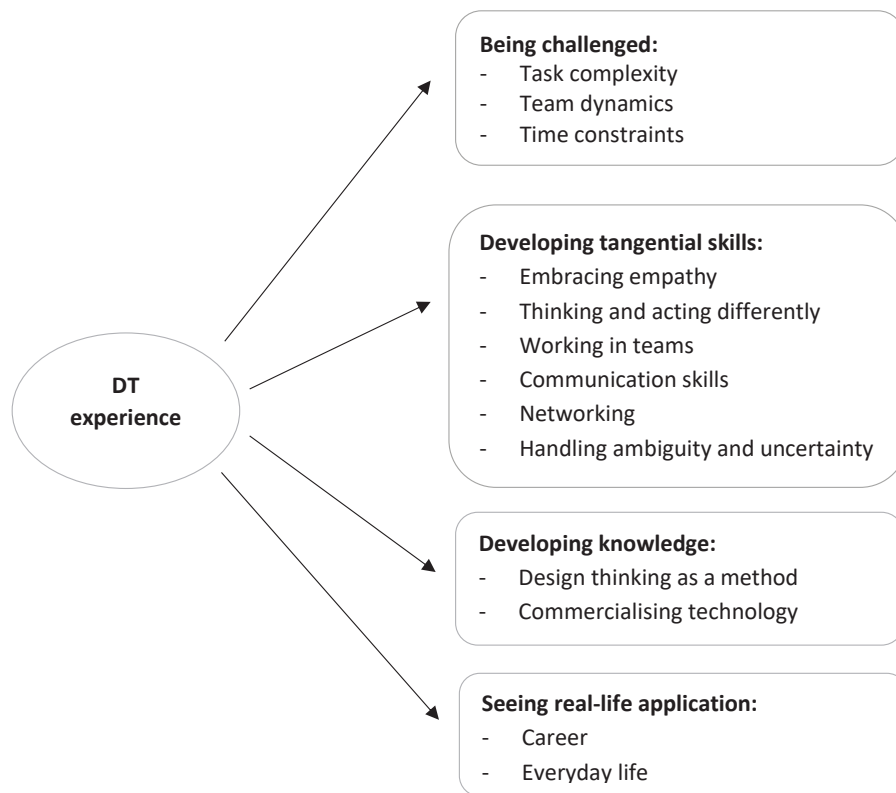 Being challenged:
- Task complexity
- Team dynamics
- Time constraints
Developing tangential skills:
- Embracing empathy
- Thinking and acting differently
- Working in teams
- Communication skills
- Networking
- Handling ambiguity and uncertainty
DT
experience
Developing knowledge:
- Design thinking as a method
- Commercialising technology
Seeing real-life application:
- Career
- Everyday life